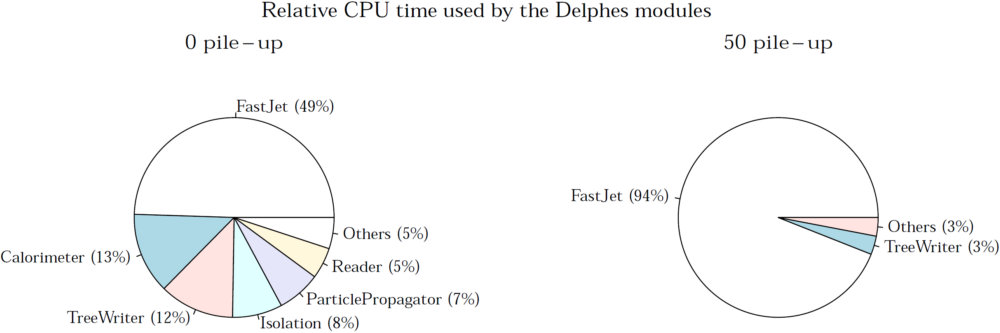 Relative CPU time used by the Delphes modules
0 pile−up
FastJet (49%)
Calorimeter (13%)
TreeWriter (12%)
Isolation (8%)
ParticlePropagator (7%)
Reader (5%)
Others (5%)
50 pile−up
FastJet (94%)
Others (3%)
TreeWriter (3%)